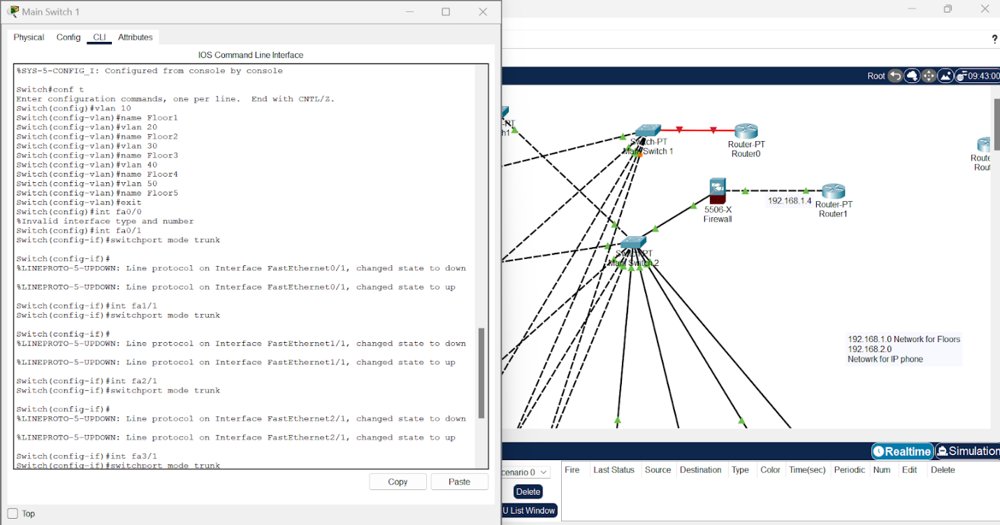 Main Switch 1
Physical Config CLI Attributes
IOS Command Line Interface
%SYS-5-CONFIG_I: Configured from console by console
Switch#conf t
Enter configuration commands, one per line. End with CNTL/Z.
Switch(config)#vlan 10
Switch(config-vlan)#name Floor1
Switch(config-vlan)#vlan 20
Switch(config-vlan)#name Floor2
Switch(config-vlan)#vlan 30
Switch(config-vlan)#name Floor3
Switch(config-vlan)#vlan 40
Switch(config-vlan)#name Floor4
Switch(config-vlan)#vlan 50
Switch(config-vlan)#name Floor5
Switch(config-vlan)#exit
Switch(config)#int fa0/0
%Invalid interface type and number
Switch(config)#int fa0/1
Switch(config-if)#switchport mode trunk
Switch(config-if)#
%LINEPROTO-5-UPDOWN: Line protocol on Interface FastEthernet0/1, changed state to down
%LINEPROTO-5-UPDOWN: Line protocol on Interface FastEthernet0/1, changed state to up
Switch(config-if)#int fa1/1
Switch(config-if)#switchport mode trunk
Switch(config-if)#
%LINEPROTO-5-UPDOWN: Line protocol on Interface FastEthernet1/1, changed state to down
%LINEPROTO-5-UPDOWN: Line protocol on Interface FastEthernet1/1, changed state to up
Switch(config-if)#int fa2/1
Switch(config-if)#switchport mode trunk
Switch(config-if)#
%LINEPROTO-5-UPDOWN: Line protocol on Interface FastEthernet2/1, changed state to down
%LINEPROTO-5-UPDOWN: Line protocol on Interface FastEthernet2/1, changed state to up
Switch(config-if)#int fa3/1
Switch(config-if)#switchport mode trunk
Copy Paste
Top
?
Root 09:43:00
-PT
h1
Switch-PT
Main Switch 1
Router-PT
Router0
Route
Rout
5506-X
Firewall
192.168.1.4
Router-PT
Router1
Switch-PT
Main Switch 2
192.168.1.0 Network for Floors
192.168.2.0
Netowrk for IP phone
Realtime Simulation
cenario 0
Fire Last Status Source Destination Type Color Time(sec) Periodic Num Edit Delete
Delete
U List Window